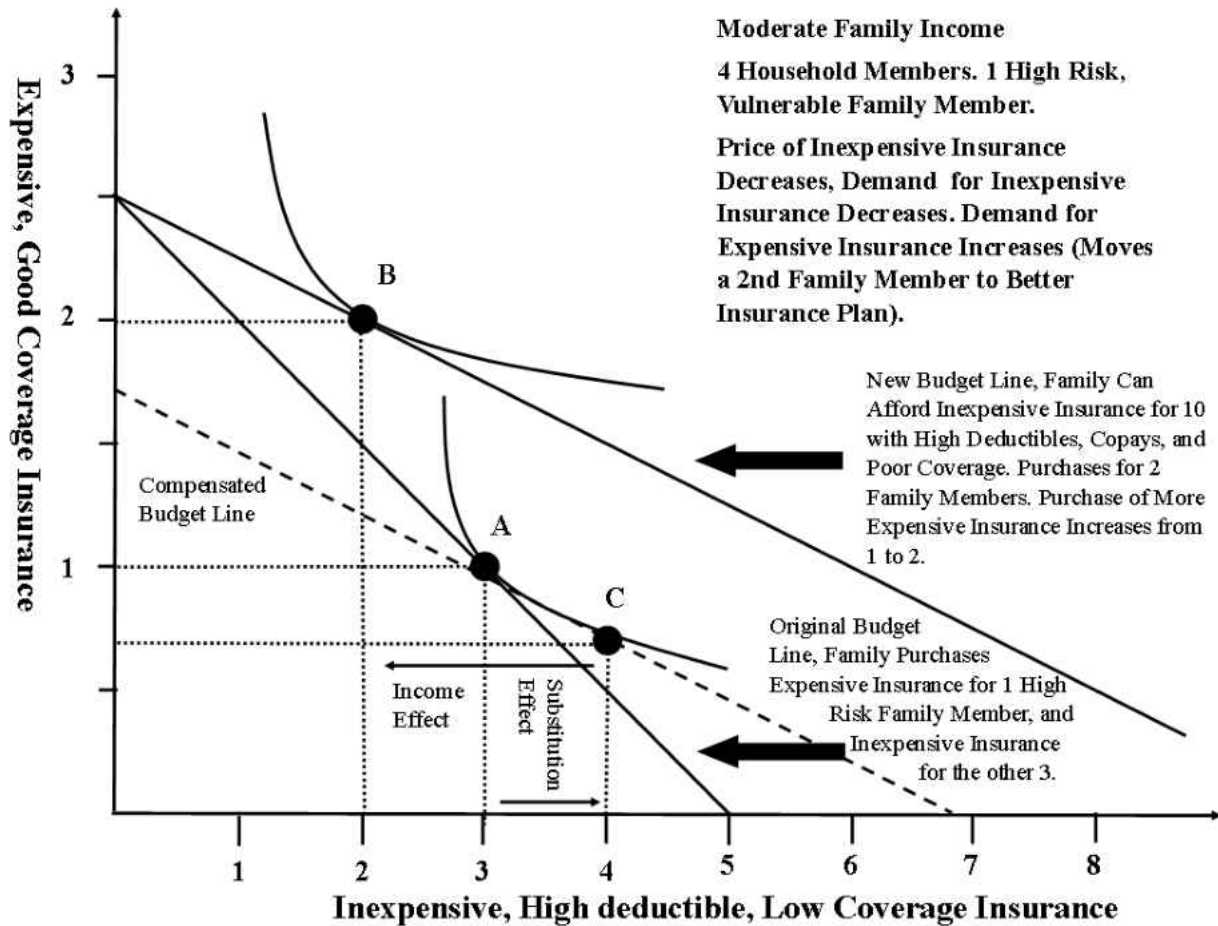 Moderate Family Income
4 Household Members. 1 High Risk,
Vulnerable Family Member.
Price of Inexpensive Insurance
Decreases, Demand for Inexpensive
Insurance Decreases. Demand for
Expensive Insurance Increases (Moves
a 2nd Family Member to Better
Insurance Plan).
Expensive, Good Coverage Insurance
3
2
1
B
A
C
Compensated
Budget Line
New Budget Line, Family Can
Afford Inexpensive Insurance for 10
with High Deductibles, Copays, and
Poor Coverage. Purchases for 2
Family Members. Purchase of More
Expensive Insurance Increases from
1 to 2.
Original Budget
Line, Family Purchases
Expensive Insurance for 1 High
Risk Family Member, and
Inexpensive Insurance
for the other 3.
Income
Effect
Substitution
Effect
1 2 3 4 5 6 7 8
Inexpensive, High deductible, Low Coverage Insurance